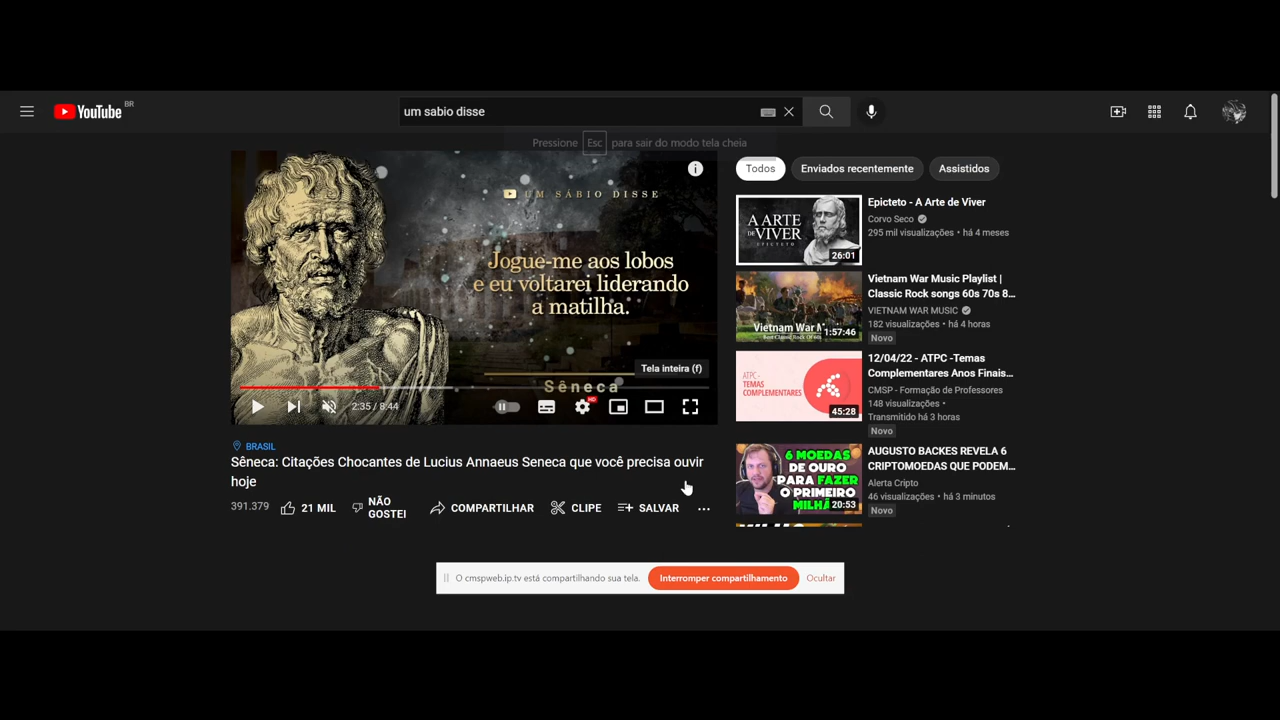 YouTube BR
um sabio disse
Pressione Esc para sair do modo tela cheia
UM SÁBIO DISSE
Jogue-me aos lobos
e eu voltarei liderando
a matilha.
Tela inteira (f)
Sêneca
2:35 / 8:44
HD
BRASIL
Sêneca: Citações Chocantes de Lucius Annaeus Seneca que você precisa ouvir
hoje
391.379
21 MIL
NÃO
GOSTEI
COMPARTILHAR
CLIPE
SALVAR
Todos
Enviados recentemente
Assistidos
A ARTE
DE VIVER
EPICTETO
26:01
Epicteto - A Arte de Viver
Corvo Seco
295 mil visualizações • há 4 meses
Vietnam War M
1:57:46
Vietnam War Music Playlist |
Classic Rock songs 60s 70s 8...
VIETNAM WAR MUSIC
182 visualizações • há 4 horas
Novo
ATPC -
TEMAS
COMPLEMENTARES
45:28
12/04/22 - ATPC -Temas
Complementares Anos Finais...
CMSP - Formação de Professores
148 visualizações •
Transmitido há 3 horas
Novo
6 MOEDAS
DE OURO
PARA FAZER
O PRIMEIRO
MILHÃ
20:53
AUGUSTO BACKES REVELA 6
CRIPTOMOEDAS QUE PODEM...
Alerta Cripto
46 visualizações • há 3 minutos
Novo
O cmspweb.ip.tv está compartilhando sua tela.
Interromper compartilhamento
Ocultar